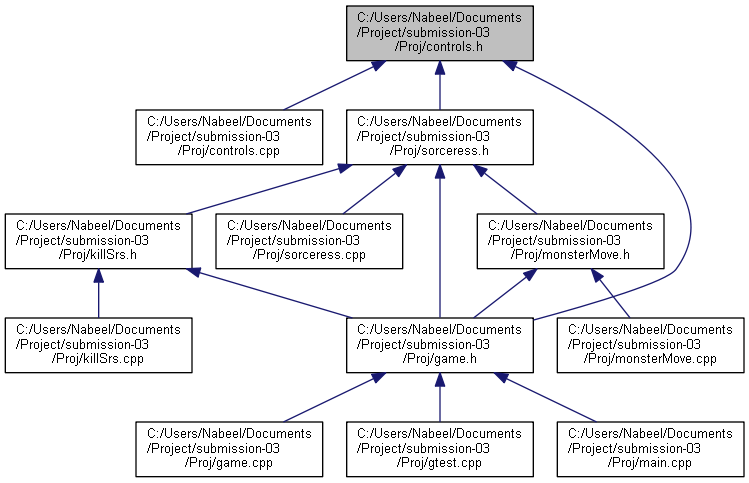 C:/Users/Nabeel/Documents
/Project/submission-03
/Proj/controls.h
C:/Users/Nabeel/Documents
/Project/submission-03
/Proj/controls.cpp
C:/Users/Nabeel/Documents
/Project/submission-03
/Proj/sorceress.h
C:/Users/Nabeel/Documents
/Project/submission-03
/Proj/killSrs.h
C:/Users/Nabeel/Documents
/Project/submission-03
/Proj/sorceress.cpp
C:/Users/Nabeel/Documents
/Project/submission-03
/Proj/monsterMove.h
C:/Users/Nabeel/Documents
/Project/submission-03
/Proj/killSrs.cpp
C:/Users/Nabeel/Documents
/Project/submission-03
/Proj/game.h
C:/Users/Nabeel/Documents
/Project/submission-03
/Proj/monsterMove.cpp
C:/Users/Nabeel/Documents
/Project/submission-03
/Proj/game.cpp
C:/Users/Nabeel/Documents
/Project/submission-03
/Proj/gtest.cpp
C:/Users/Nabeel/Documents
/Project/submission-03
/Proj/main.cpp